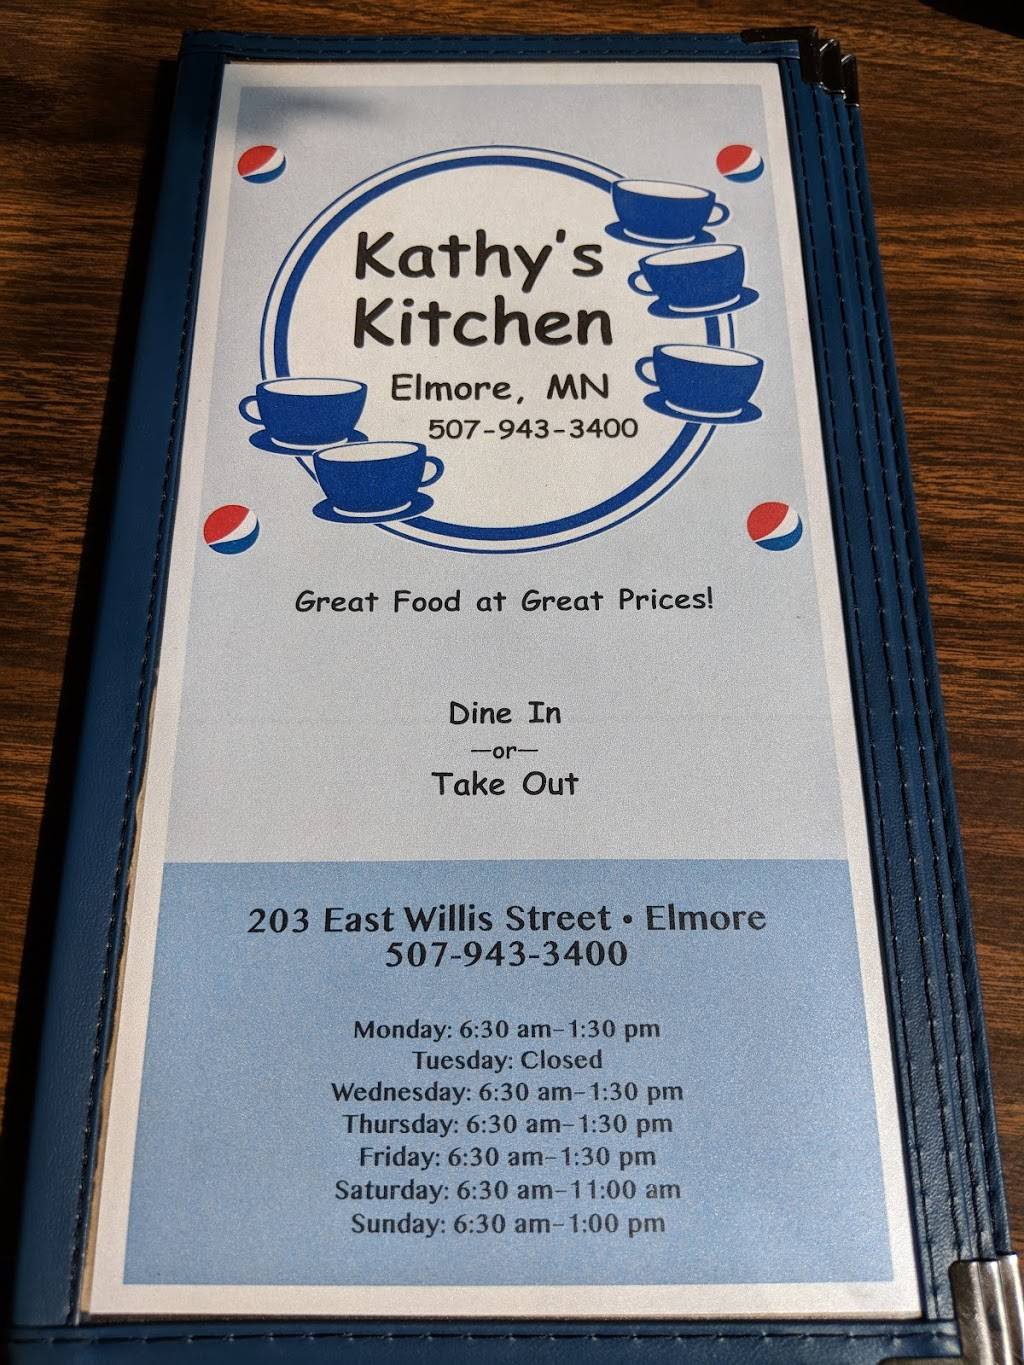 Kathy's
Kitchen
Elmore, MN
507-943-3400
Great Food at Great Prices!
Dine In
—or—
Take Out
203 East Willis Street • Elmore
507-943-3400
Monday: 6:30 am–1:30 pm
Tuesday: Closed
Wednesday: 6:30 am–1:30 pm
Thursday: 6:30 am–1:30 pm
Friday: 6:30 am–1:30 pm
Saturday: 6:30 am–11:00 am
Sunday: 6:30 am–1:00 pm